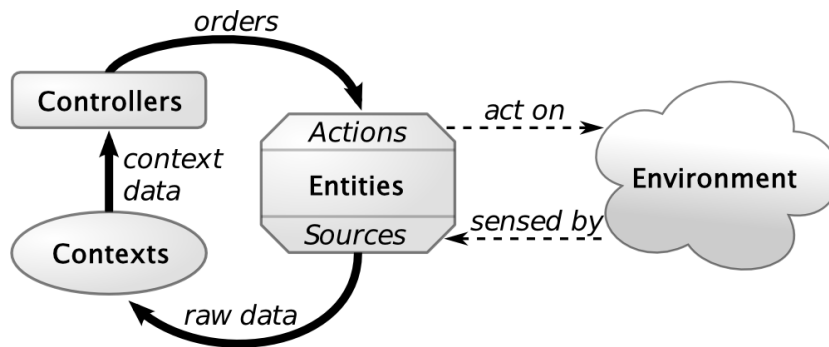 orders
Controllers
Actions
act on
context
data
Entities
Environment
Contexts
Sources
sensed by
raw data